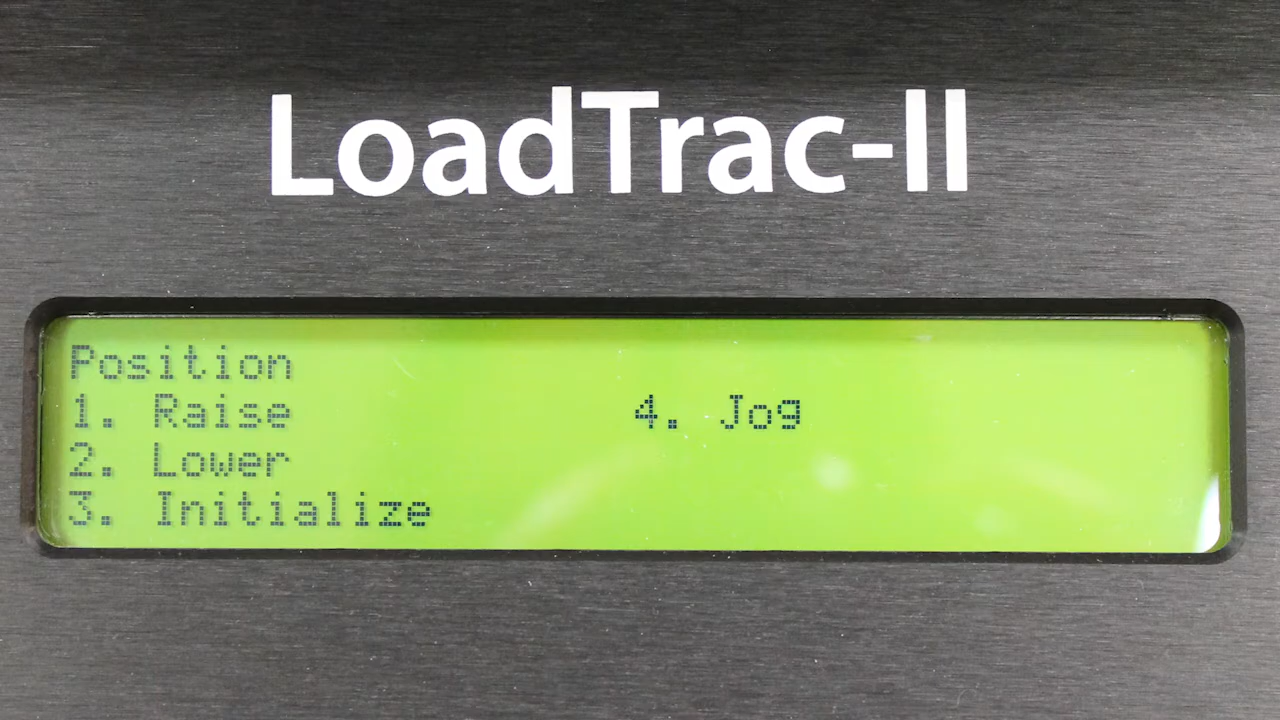 LoadTrac-II
Position
1. Raise 4. Jog
2. Lower
3. Initialize